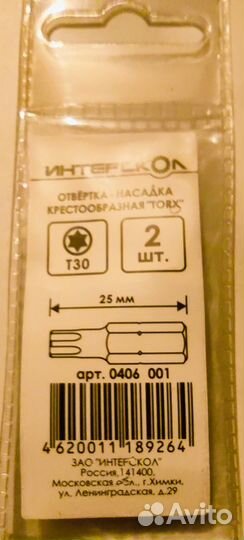 ИНТЕРСКОЛ
ОТВЁРТКА - НАСАДКА
КРЕСТООБРАЗНАЯ "TORX"
T30
2
ШТ.
25 мм
арт. 0406 001
4 620011 189264
ЗАО "ИНТЕРСКОЛ"
Россия,141400,
Московская обл., г.Химки,
ул. Ленинградская, д.29
Avito